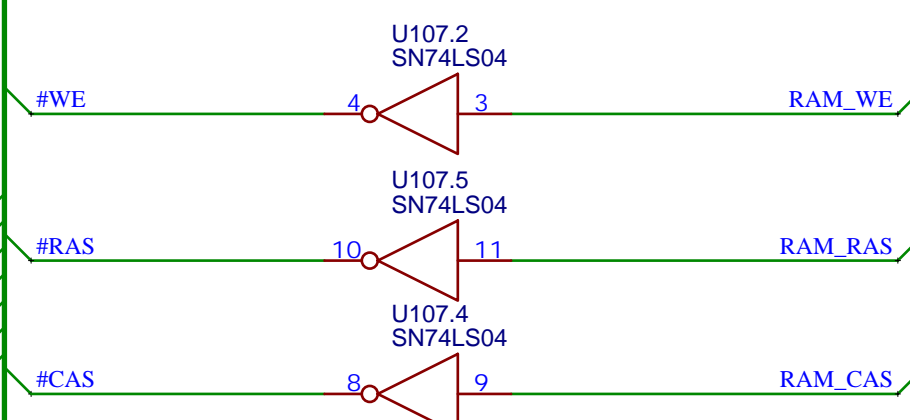 U107.2
SN74LS04
#WE
4
3
RAM_WE
U107.5
SN74LS04
#RAS
10
11
RAM_RAS
U107.4
SN74LS04
#CAS
8
9
RAM_CAS